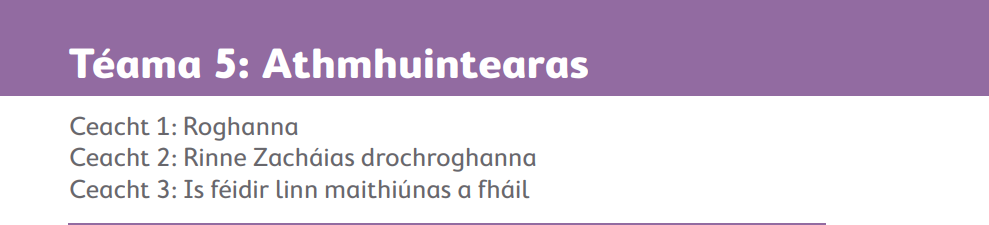 Téama 5: Athmhuintearas
Ceacht 1: Roghanna
Ceacht 2: Rinne Zacháias drochroghanna
Ceacht 3: Is féidir linn maithiúnas a fháil